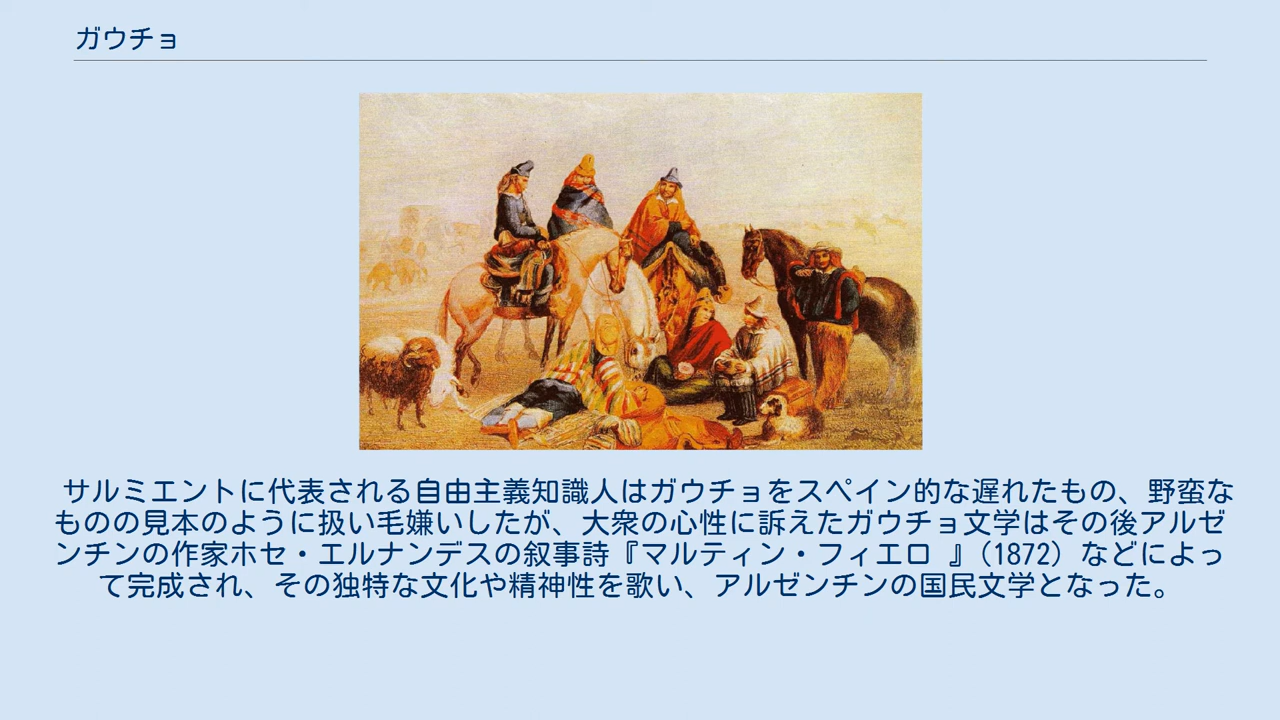 ガウチョ
サルミエントに代表される自由主義知識人はガウチョをスペイン的な遅れたもの、野蛮な
ものの見本のように扱い毛嫌いしたが、大衆の心性に訴えたガウチョ文学はその後アルゼ
ンチンの作家ホセ・エルナンデスの叙事詩『マルティン・フィエロ 』（1872）などによっ
て完成され、その独特な文化や精神性を歌い、アルゼンチンの国民文学となった。